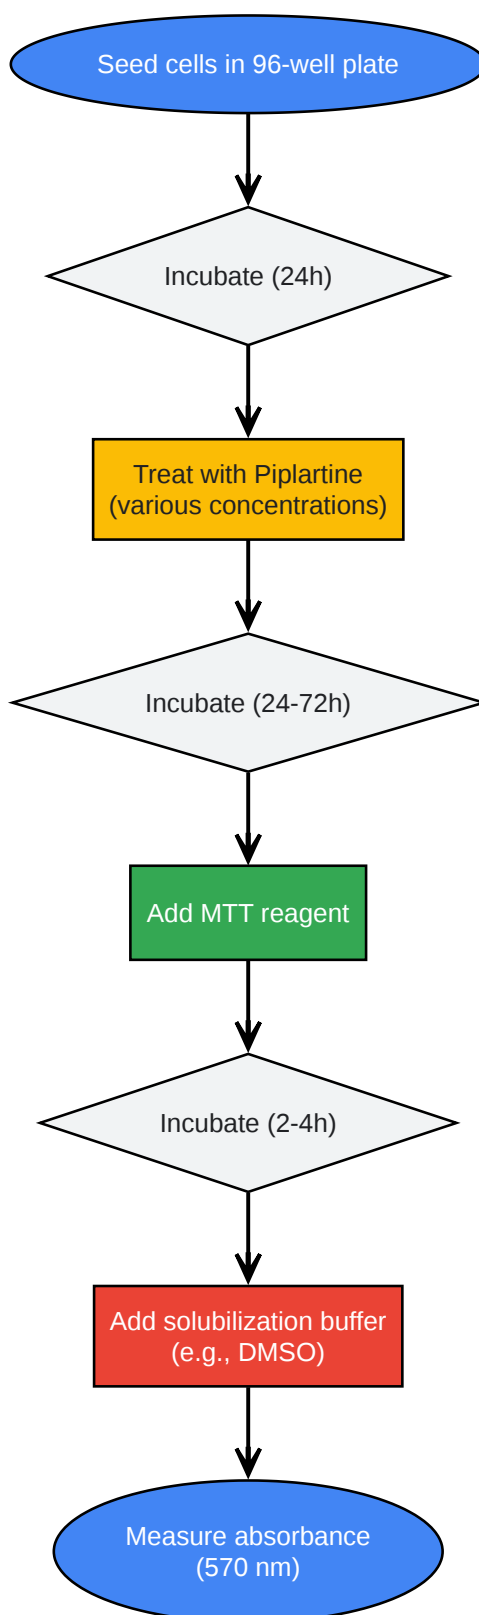 Seed cells in 96-well plate
Incubate (24h)
Treat with Piplartine
(various concentrations)
Incubate (24-72h)
Add MTT reagent
Incubate (2-4h)
Add solubilization buffer
(e.g., DMSO)
Measure absorbance
(570 nm)